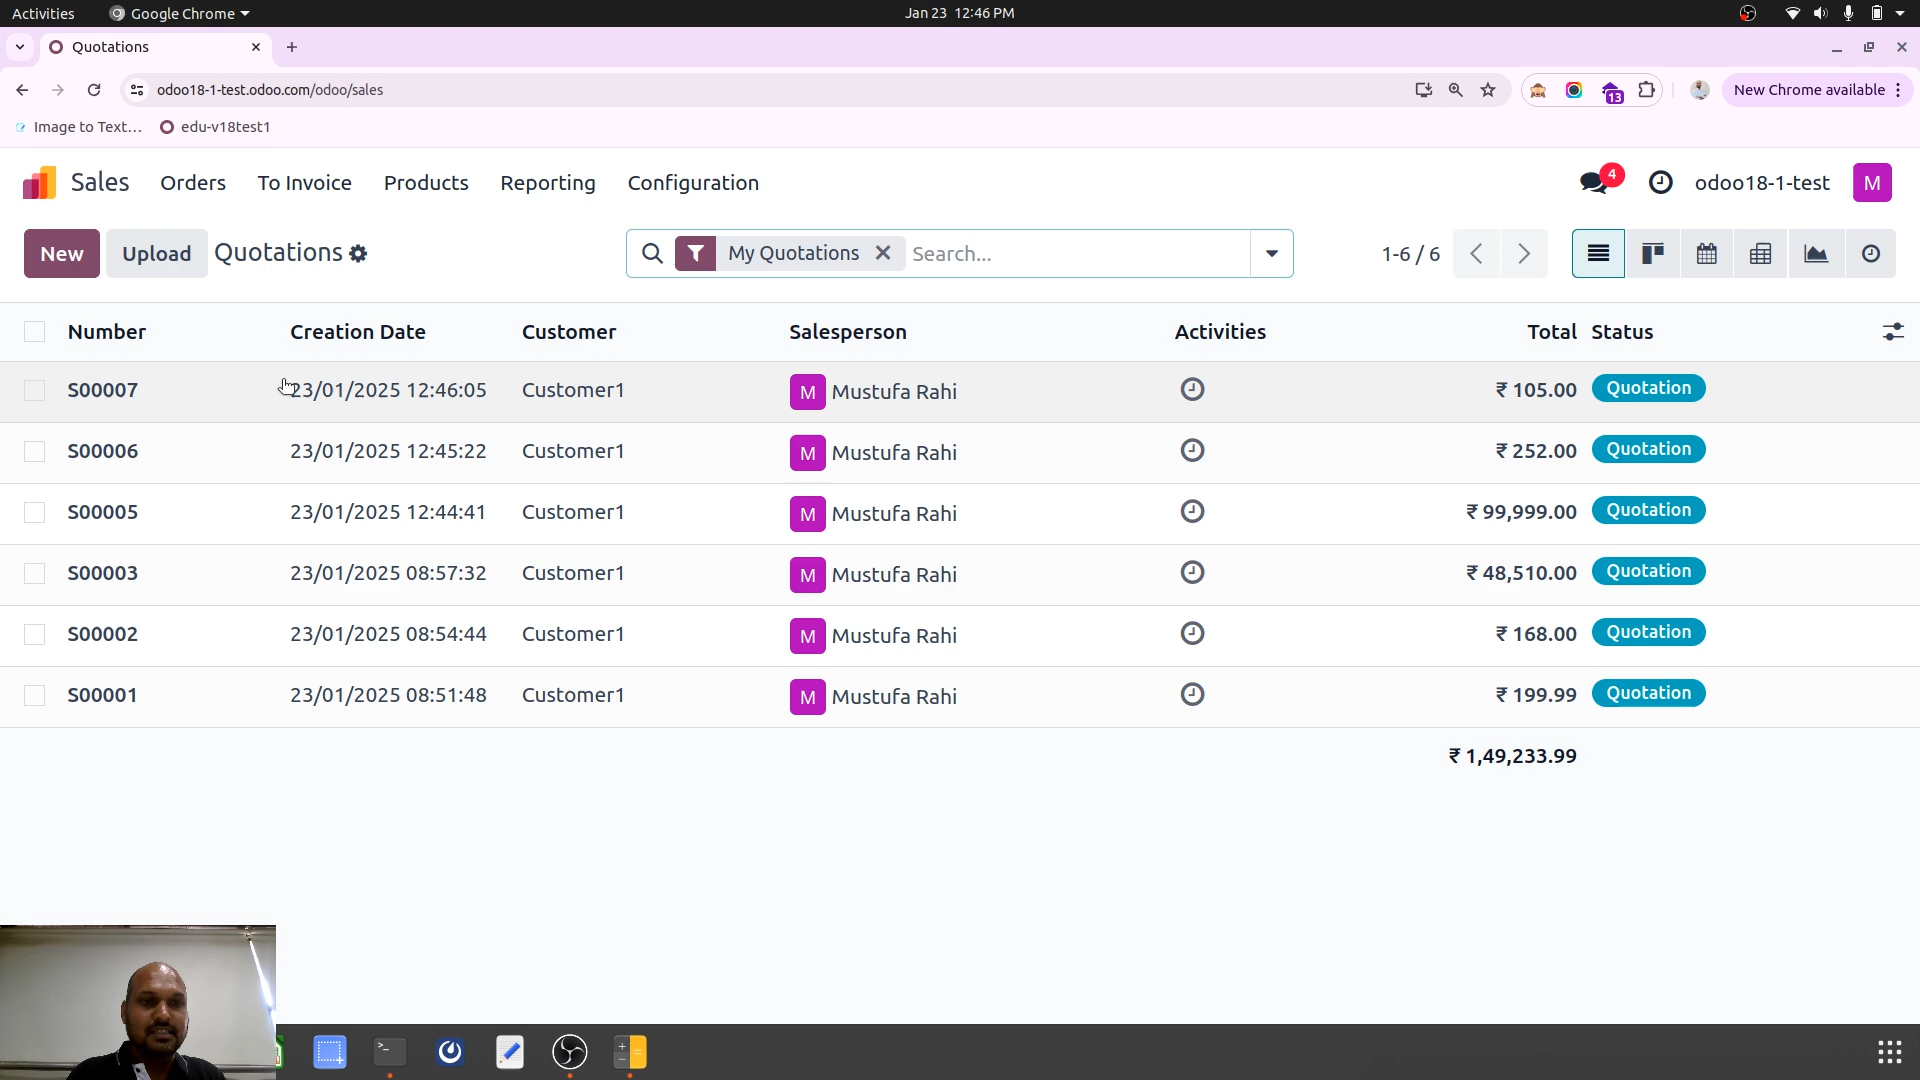 Activities Google Chrome Jan 23 12:46 PM
Quotations
odoo18-1-test.odoo.com/odoo/sales 13 New Chrome available
Image to Text... edu-v18test1
Sales Orders To Invoice Products Reporting Configuration 4 odoo18-1-test M
New Upload Quotations My Quotations Search... 1-6 / 6
Number Creation Date Customer Salesperson Activities Total Status
S00007 23/01/2025 12:46:05 Customer1 M Mustufa Rahi ₹ 105.00 Quotation
S00006 23/01/2025 12:45:22 Customer1 M Mustufa Rahi ₹ 252.00 Quotation
S00005 23/01/2025 12:44:41 Customer1 M Mustufa Rahi ₹ 99,999.00 Quotation
S00003 23/01/2025 08:57:32 Customer1 M Mustufa Rahi ₹ 48,510.00 Quotation
S00002 23/01/2025 08:54:44 Customer1 M Mustufa Rahi ₹ 168.00 Quotation
S00001 23/01/2025 08:51:48 Customer1 M Mustufa Rahi ₹ 199.99 Quotation
₹ 1,49,233.99